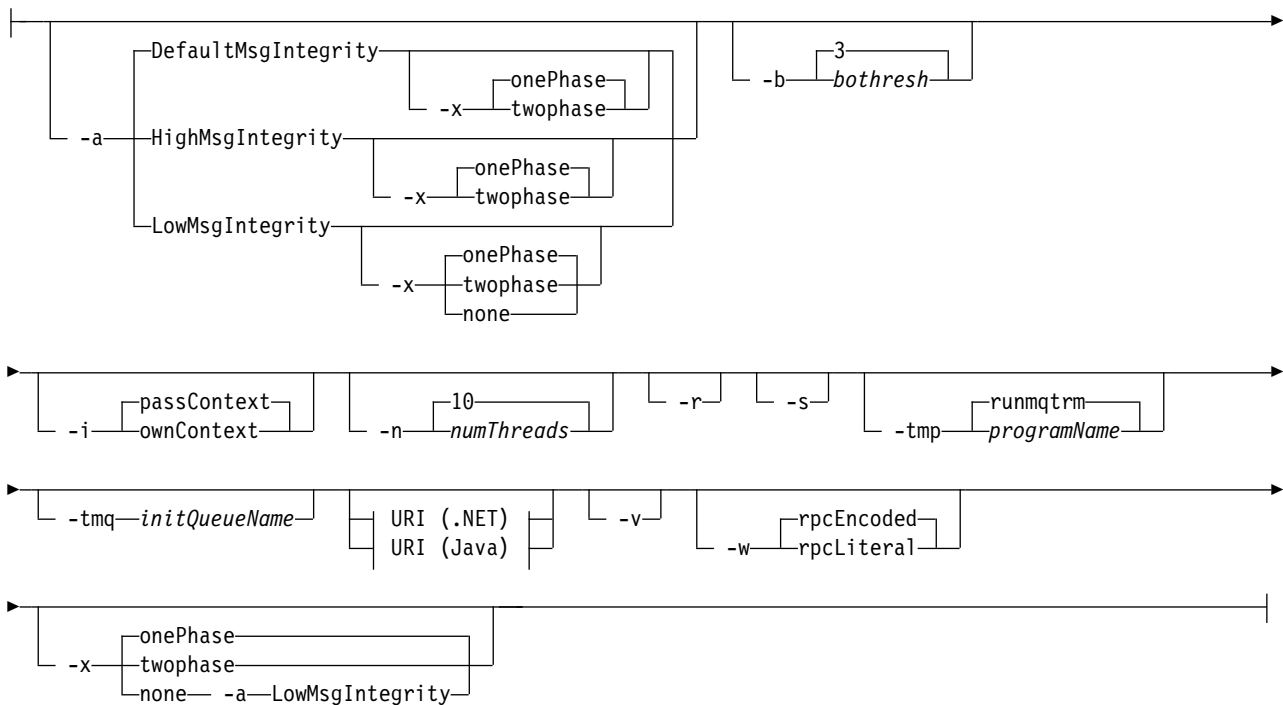 DefaultMsgIntegrity
onePhase
-x twophase
3
-b bothresh
-a HighMsgIntegrity
onePhase
-x twophase
LowMsgIntegrity
onePhase
-x twophase
none
passContext
-i ownContext
10
-n numThreads
-r
-s
runmqtrm
-tmp programName
-tmq initQueueName
URI (.NET)
URI (Java)
-v
rpcEncoded
-w rpcLiteral
onePhase
-x twophase
none -a LowMsgIntegrity